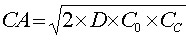 CA = √2 × D × C₀ × C_C